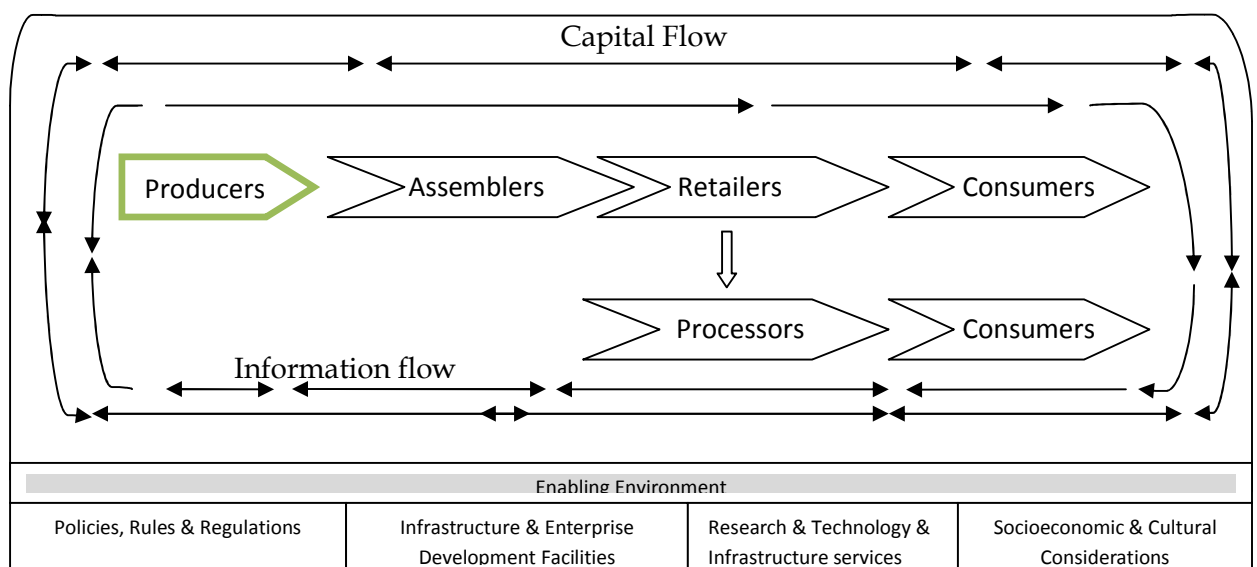 Capital Flow
Producers
Assemblers
Retailers
Consumers
Processors
Consumers
Information flow
Enabling Environment
Policies, Rules & Regulations
Infrastructure & Enterprise
Development Facilities
Research & Technology &
Infrastructure services
Socioeconomic & Cultural
Considerations